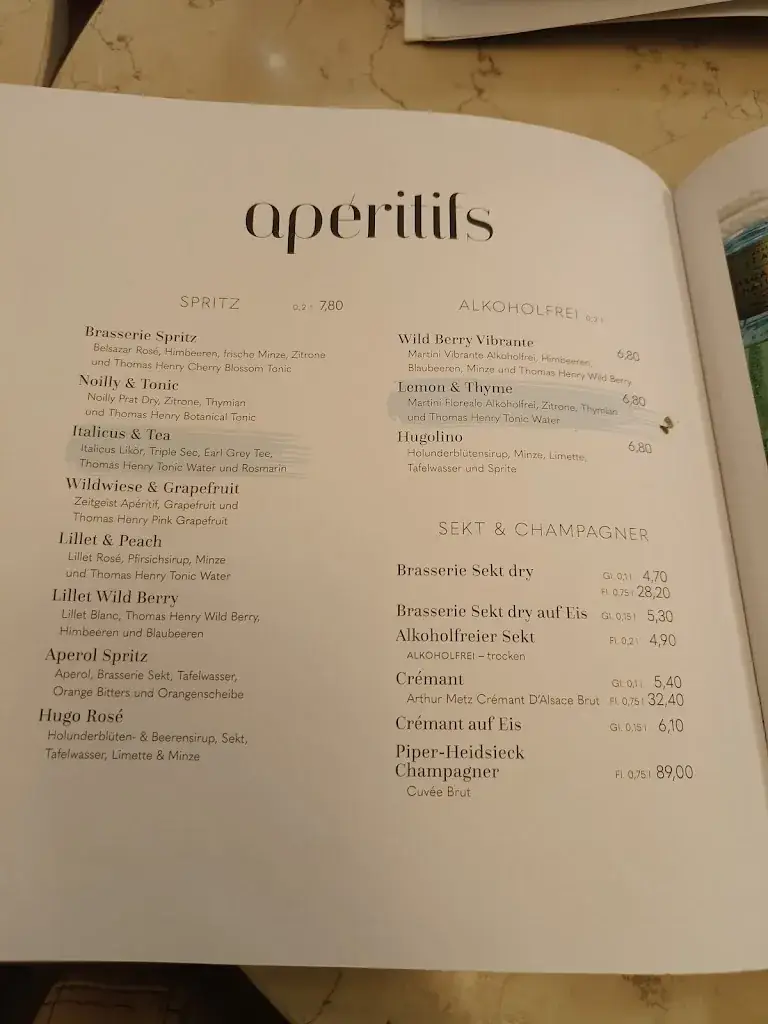 apéritifs
SPRITZ 0,2 l 7,80
Brasserie Spritz
Belsazar Rosé, Himbeeren, frische Minze, Zitrone
und Thomas Henry Cherry Blossom Tonic
Noilly & Tonic
Noilly Prat Dry, Zitrone, Thymian
und Thomas Henry Botanical Tonic
Italicus & Tea
Italicus Likör, Triple Sec, Earl Grey Tee,
Thomas Henry Tonic Water und Rosmarin
Wildwiese & Grapefruit
Zeitgeist Apéritif, Grapefruit und
Thomas Henry Pink Grapefruit
Lillet & Peach
Lillet Rosé, Pfirsichsirup, Minze
und Thomas Henry Tonic Water
Lillet Wild Berry
Lillet Blanc, Thomas Henry Wild Berry,
Himbeeren und Blaubeeren
Aperol Spritz
Aperol, Brasserie Sekt, Tafelwasser,
Orange Bitters und Orangenscheibe
Hugo Rosé
Holunderblüten- & Beerensirup, Sekt,
Tafelwasser, Limette & Minze
ALKOHOLFREI 0,2 l
Wild Berry Vibrante 6,80
Martini Vibrante Alkoholfrei, Himbeeren,
Blaubeeren, Minze und Thomas Henry Wild Berry
Lemon & Thyme 6,80
Martini Floreale Alkoholfrei, Zitrone, Thymian
und Thomas Henry Tonic Water
Hugolino 6,80
Holunderblütensirup, Minze, Limette,
Tafelwasser und Sprite
SEKT & CHAMPAGNER
Brasserie Sekt dry Gl. 0,1 l 4,70
Fl. 0,75 l 28,20
Brasserie Sekt dry auf Eis Gl. 0,15 l 5,30
Alkoholfreier Sekt Fl. 0,2 l 4,90
ALKOHOLFREI – trocken
Crémant Gl. 0,1 l 5,40
Arthur Metz Crémant D'Alsace Brut Fl. 0,75 l 32,40
Crémant auf Eis Gl. 0,15 l 6,10
Piper-Heidsieck
Champagner Fl. 0,75 l 89,00
Cuvée Brut